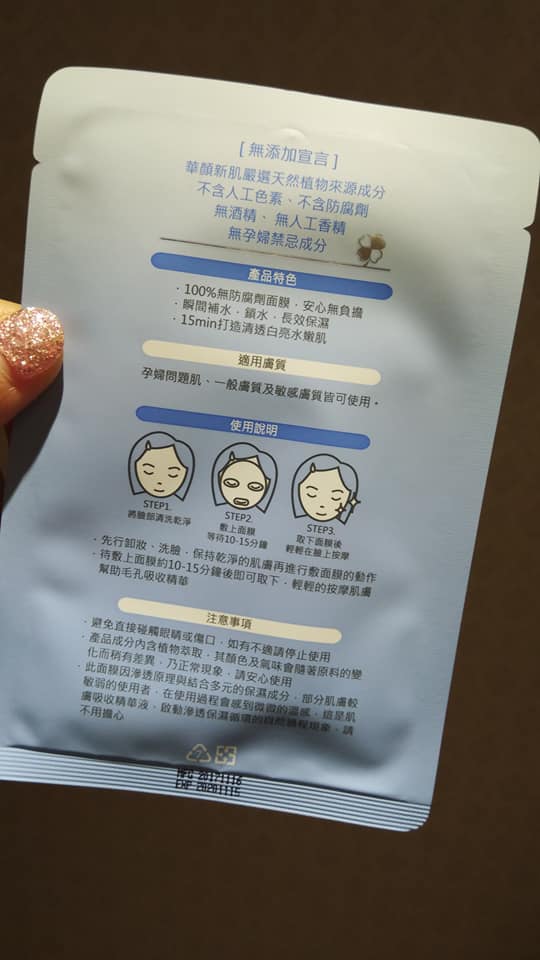 [ 無添加宣言 ]
華顏新肌嚴選天然植物來源成分
不含人工色素、不含防腐劑
無酒精、無人工香精
無孕婦禁忌成分
產品特色
·100%無防腐劑面膜，安心無負擔
·瞬間補水，鎖水，長效保濕
·15min打造清透白亮水嫩肌
適用膚質
孕婦問題肌、一般膚質及敏感膚質皆可使用。
使用說明
STEP1.
將臉部清洗乾淨
STEP2.
敷上面膜
等待10-15分鐘
STEP3.
取下面膜後
輕輕在臉上按摩
·先行卸妝、洗臉，保持乾淨的肌膚再進行敷面膜的動作
·待敷上面膜約10-15分鐘後即可取下，輕輕的按摩肌膚
幫助毛孔吸收精華
注意事項
·避免直接碰觸眼睛或傷口，如有不適請停止使用
·產品成分內含植物萃取，其顏色及氣味會隨著原料的變
化而稍有差異，乃正常現象，請安心使用
·此面膜因滲透原理與結合多元的保濕成分，部分肌膚較
敏弱的使用者，在使用過程會感到微微的溫感，這是肌
膚吸收精華液、啟動滲透保濕循環的自然過程現象，請
不用擔心
7
MFG 20171116
EXP 20201115